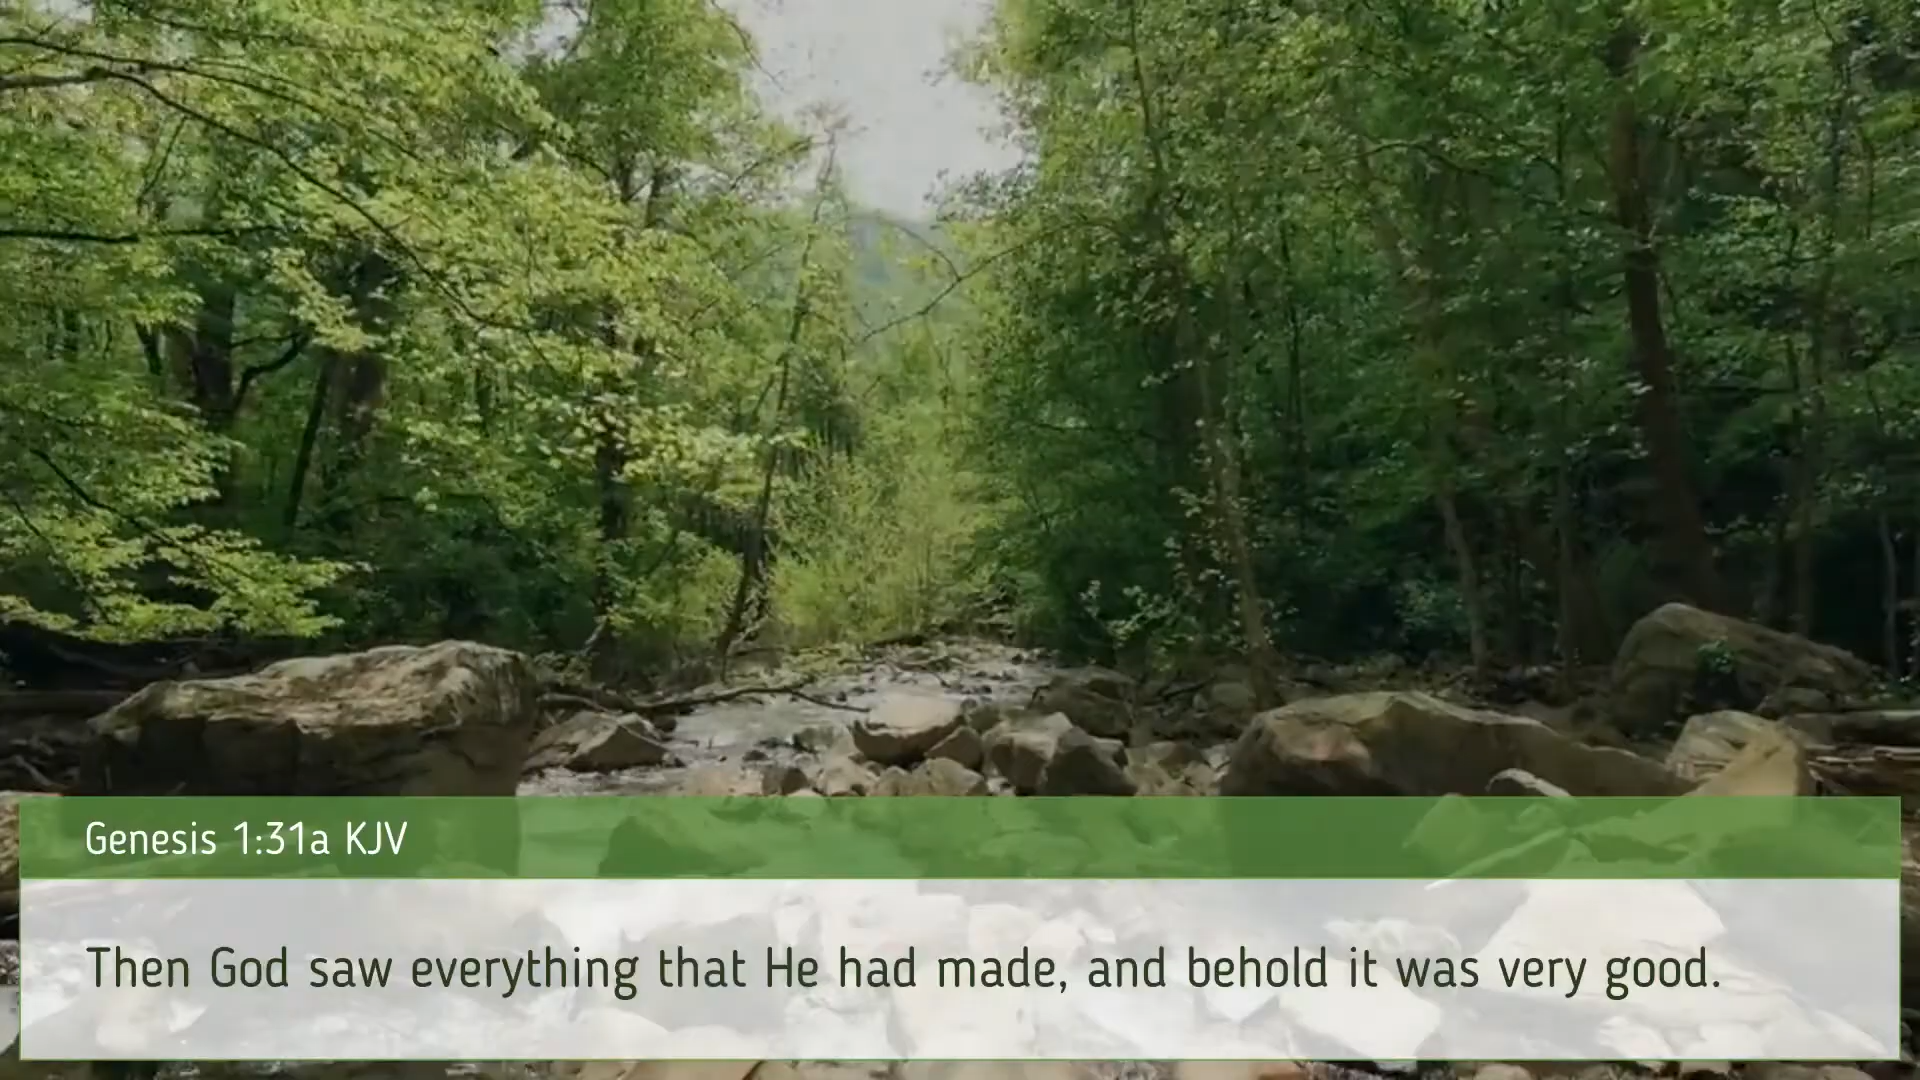 Genesis 1:31a KJV
Then God saw everything that He had made, and behold it was very good.